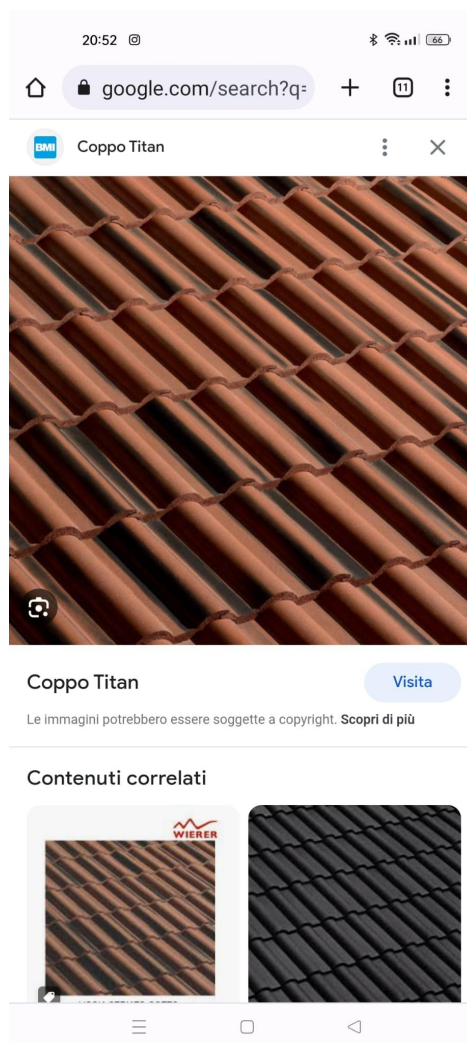 20:52
66
google.com/search?q=
11
BMI
Coppo Titan
Coppo Titan
Visita
Le immagini potrebbero essere soggette a copyright. Scopri di più
Contenuti correlati
WIERER